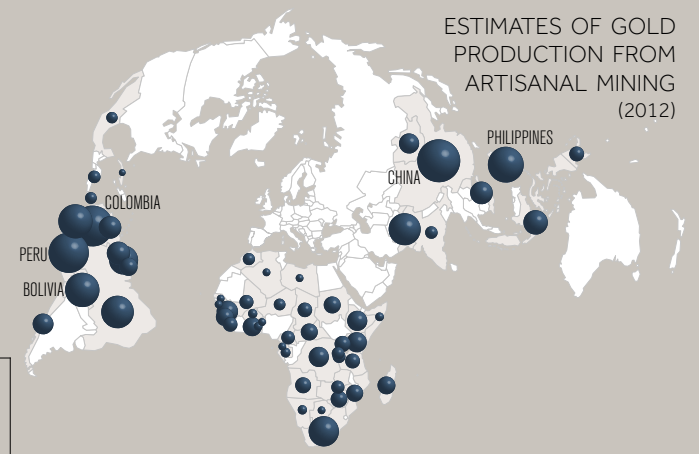 ESTIMATES OF GOLD
PRODUCTION FROM
ARTISANAL MINING
(2012)
PHILIPPINES
CHINA
COLOMBIA
PERU
BOLIVIA